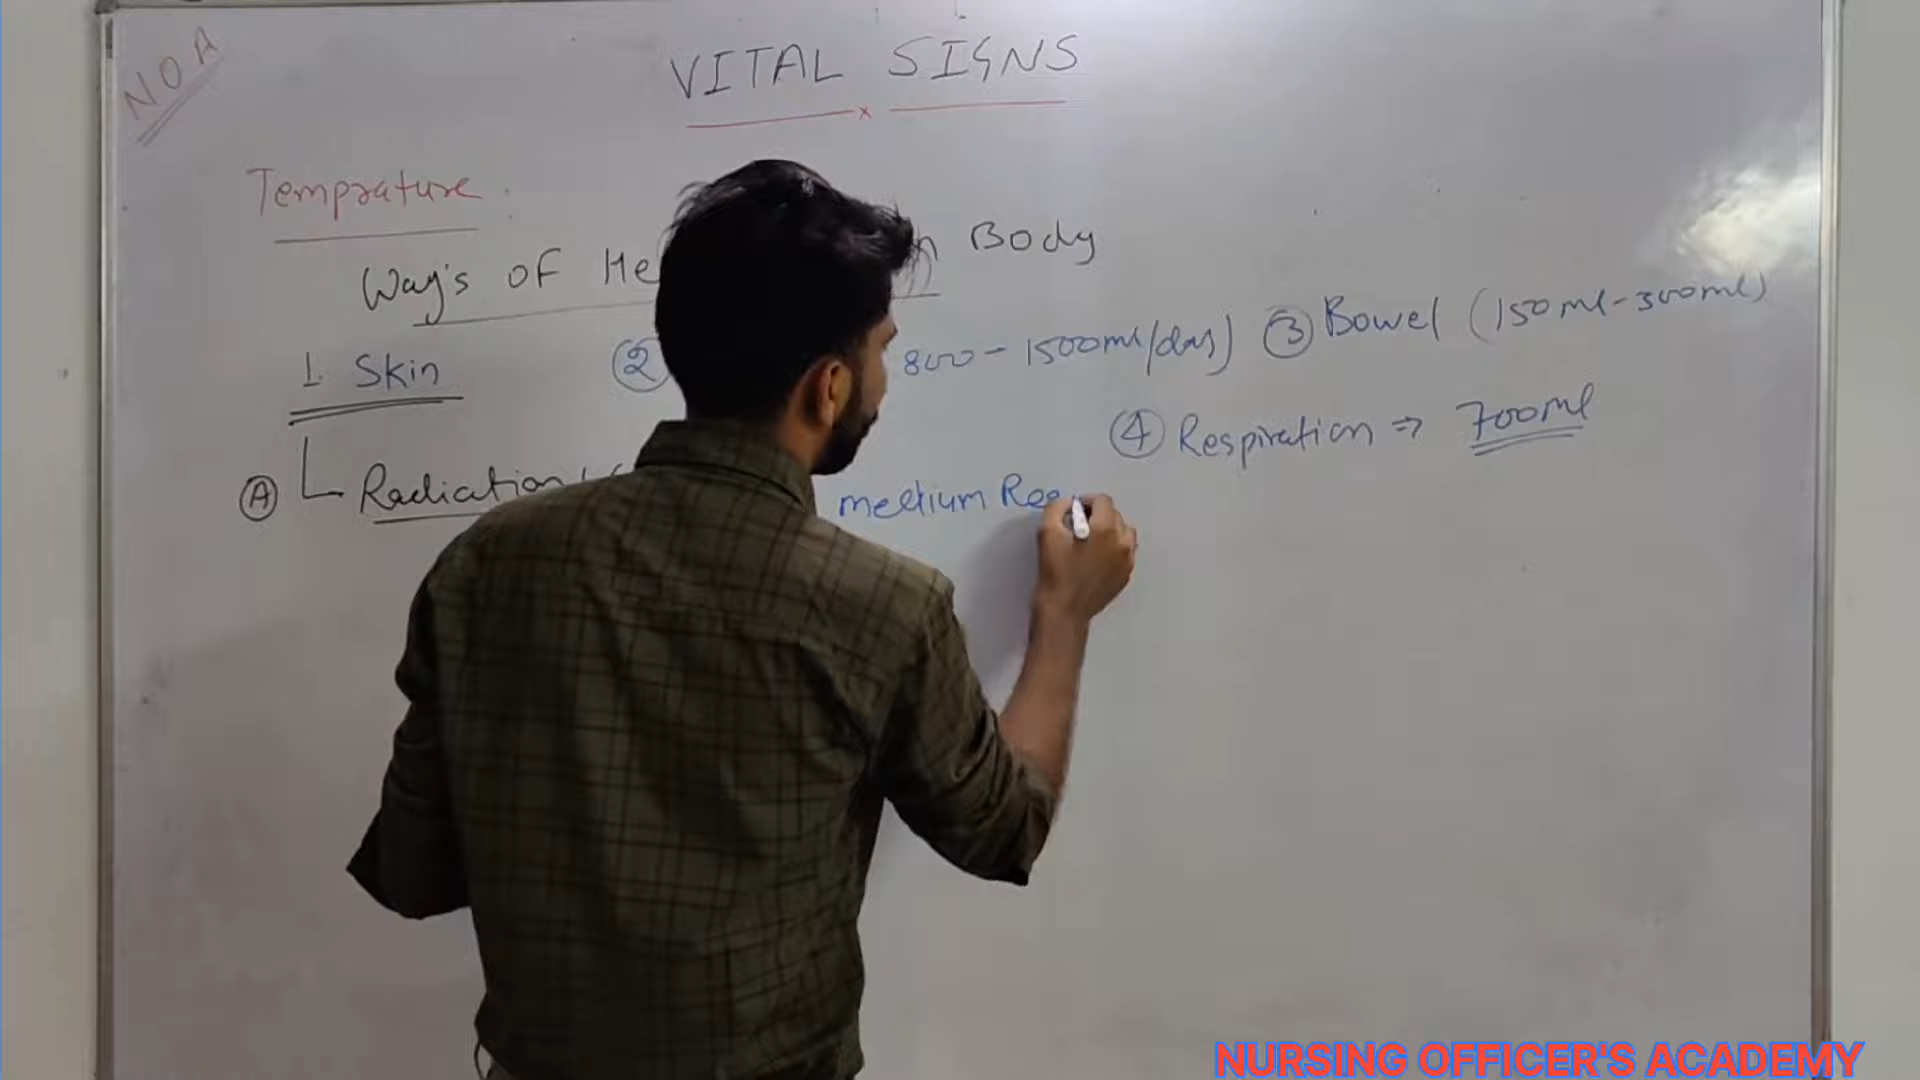 NOA
VITAL SIGNS
x
Temprature :
Way's OF He n Body
1. Skin
② 800 - 1500ml/day)
③ Bowel (150ml-300ml)
④ Respiration ⇒ 700ml
Ⓐ Radiation
medium
NURSING OFFICER'S ACADEMY